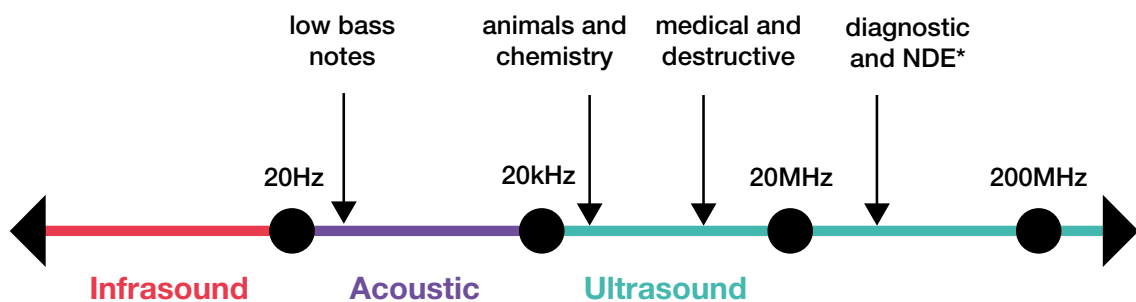 low bass
notes
animals and
chemistry
medical and
destructive
diagnostic
and NDE*
20Hz
20kHz
20MHz
200MHz
Infrasound
Acoustic
Ultrasound